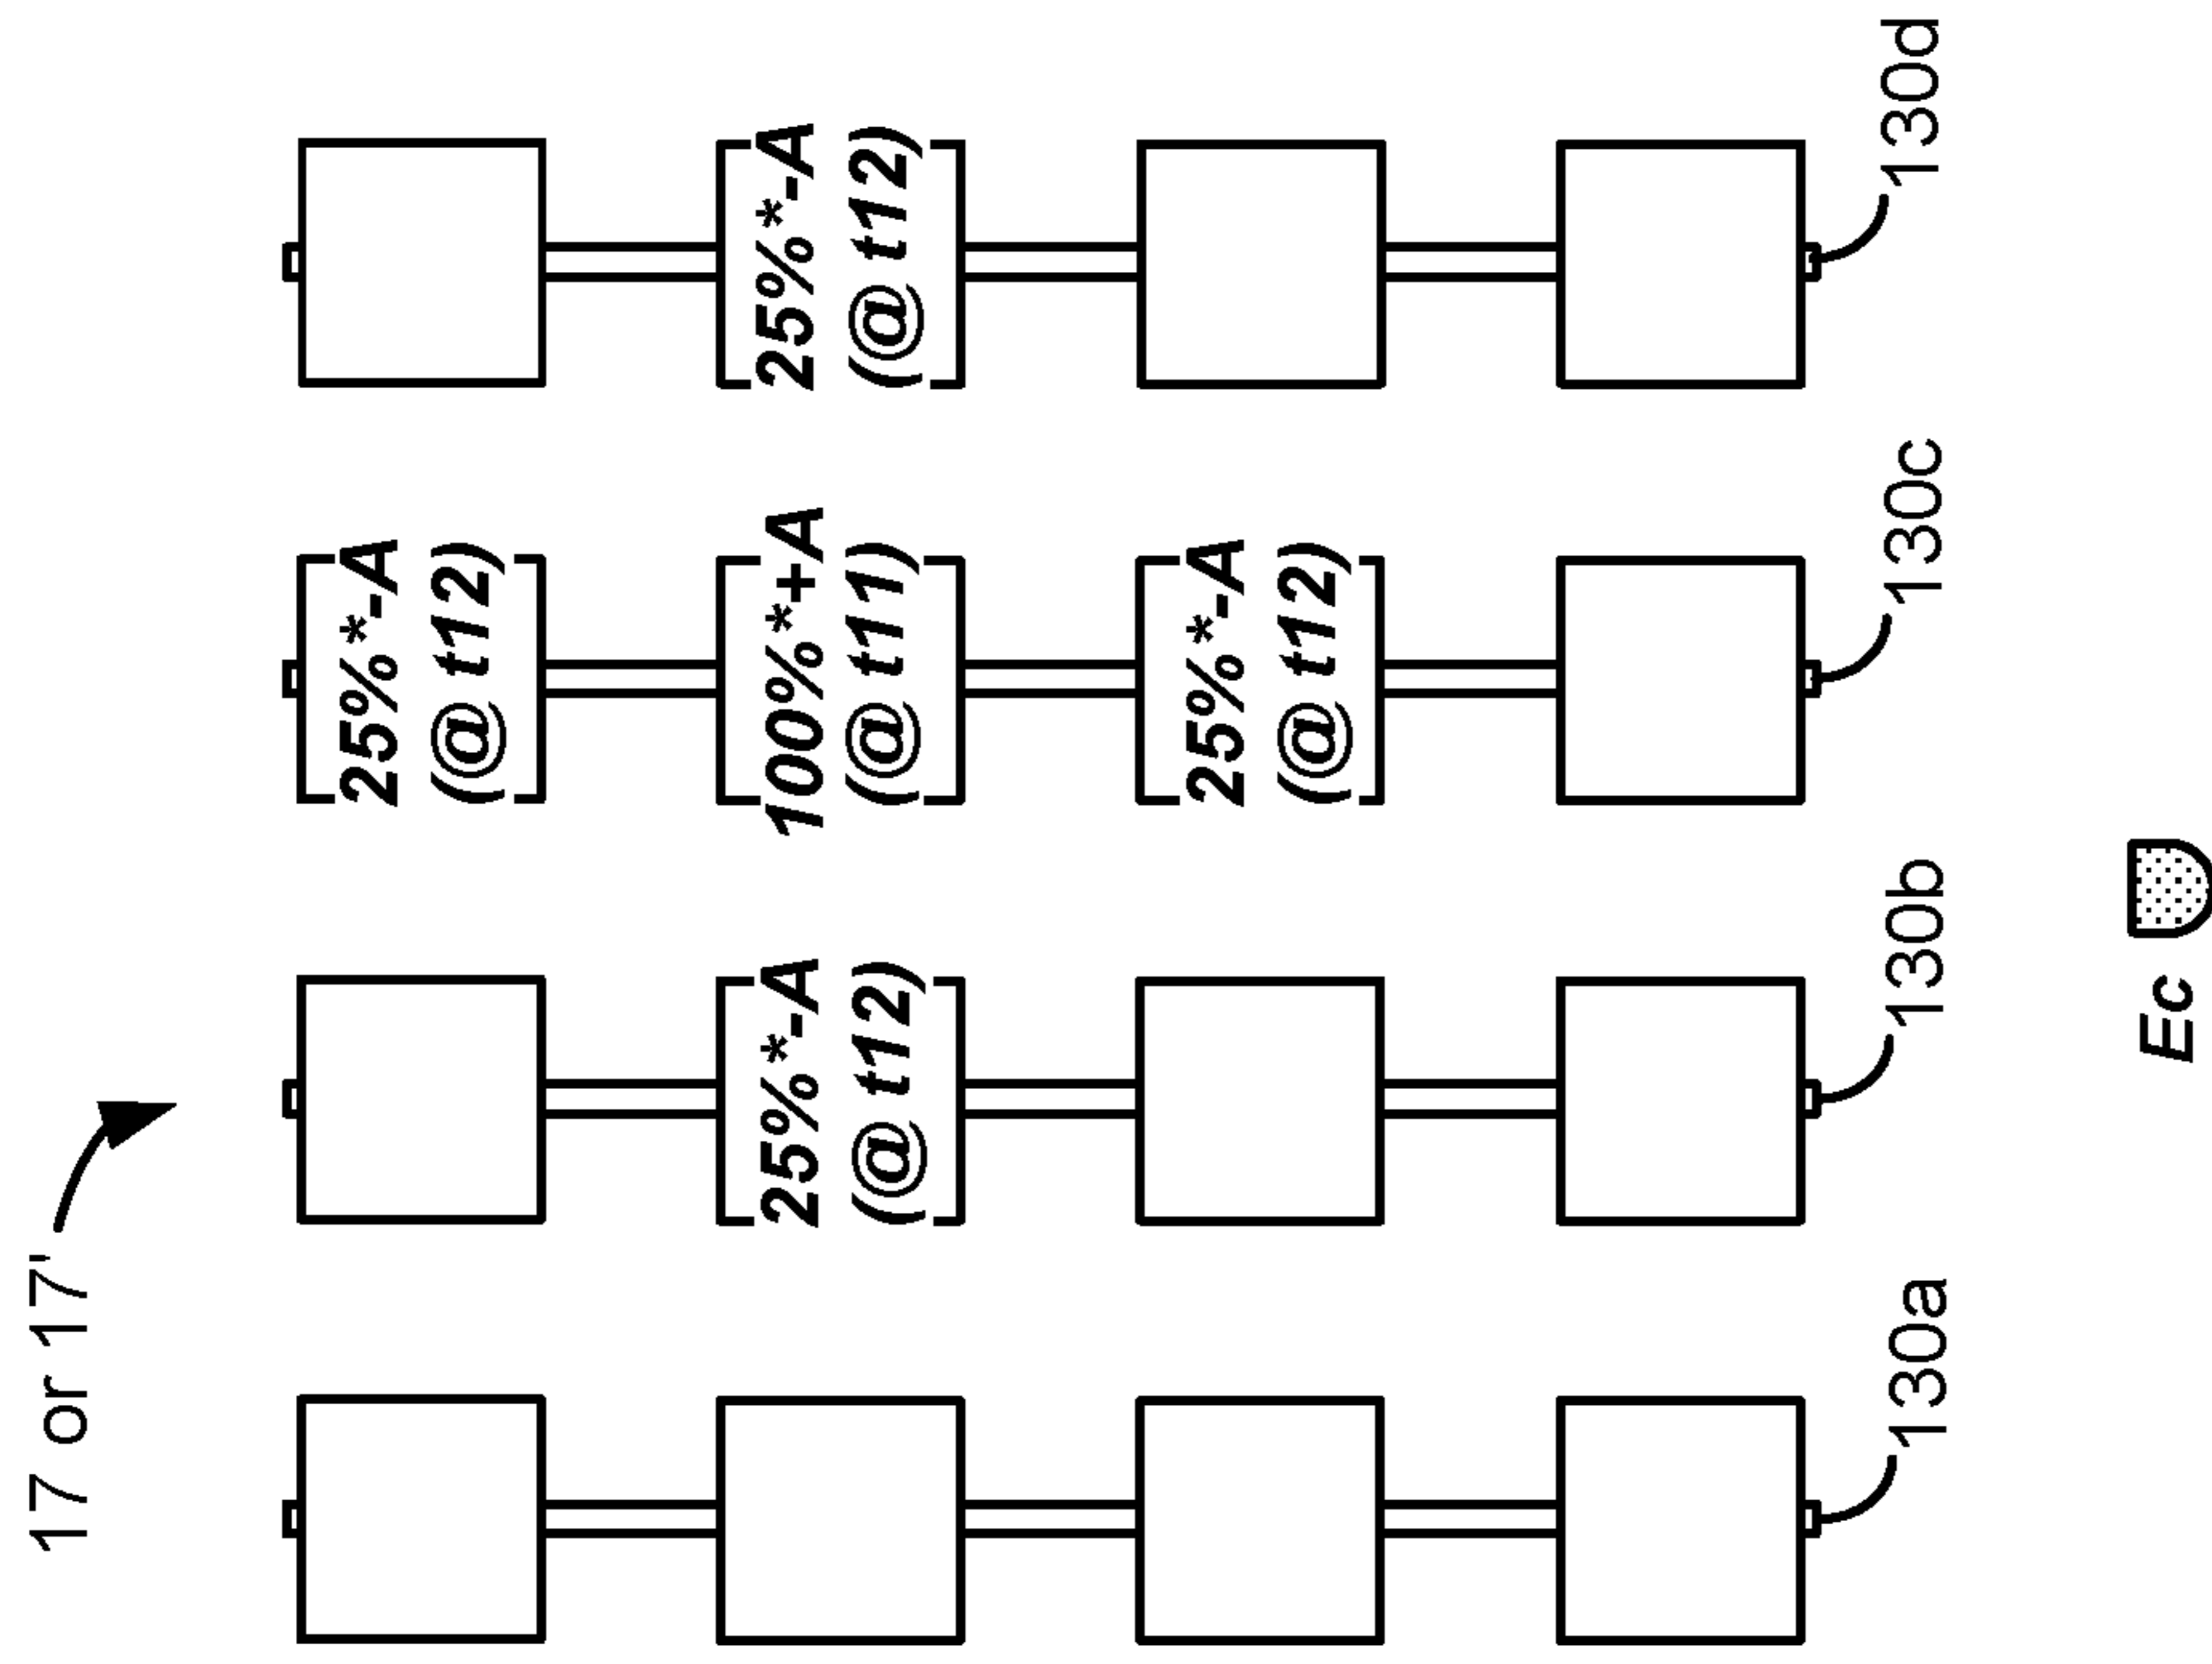 17 or 17'
25%*-A
(@ t12)
25%*-A
(@ t12)
100%*+A
(@ t11)
25%*-A
(@ t12)
25%*-A
(@ t12)
130a
130b
130c
130d
Ec